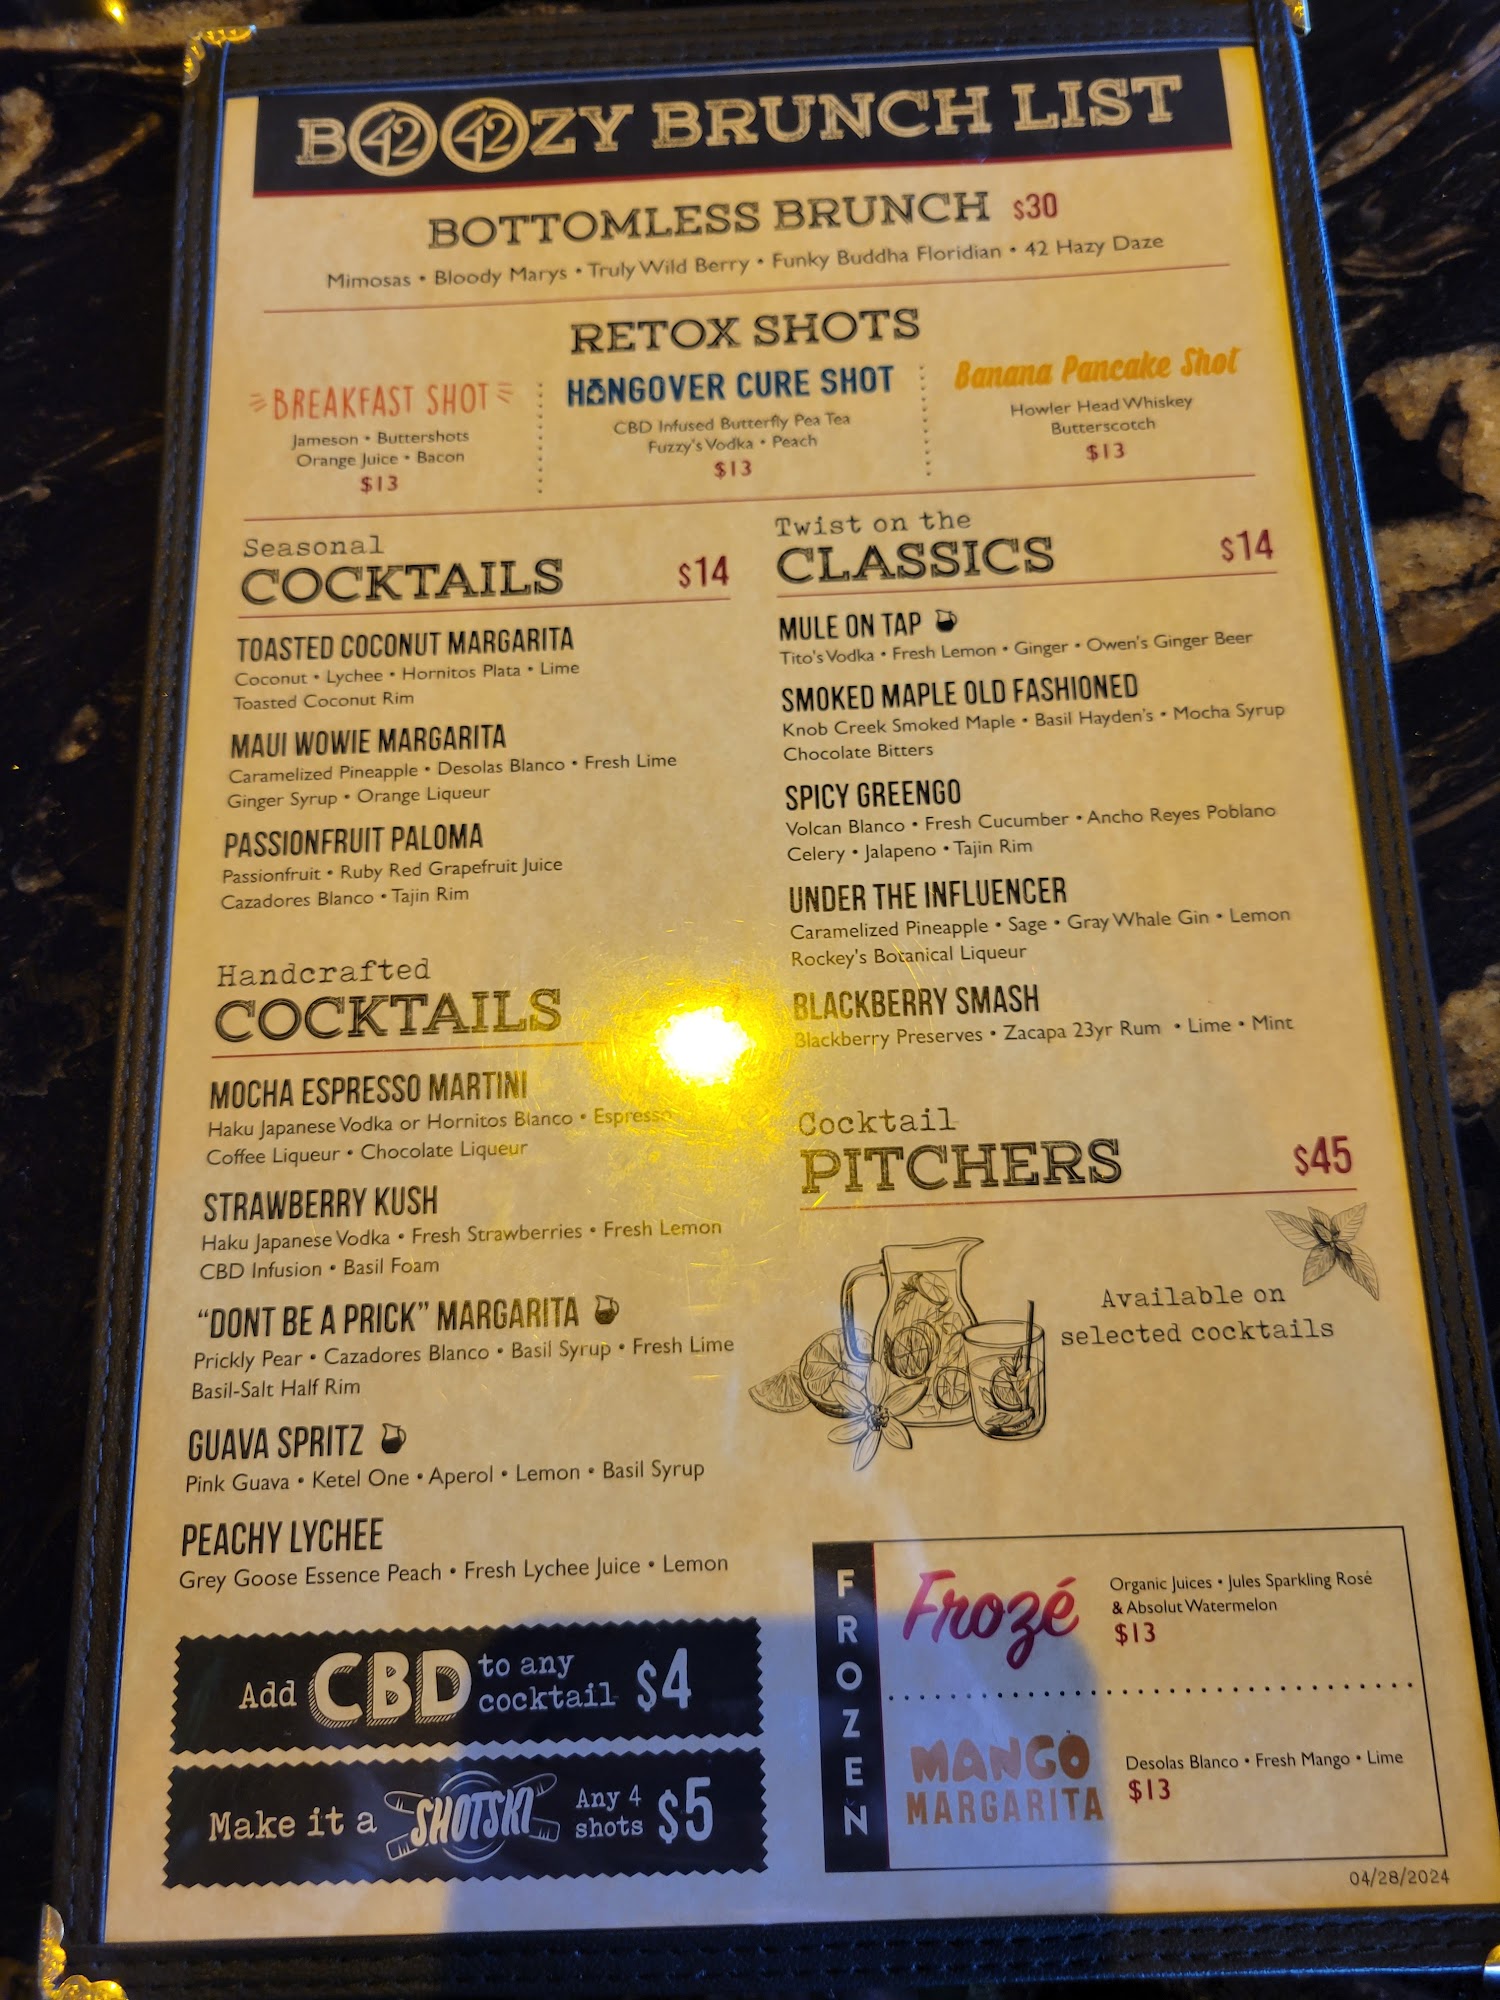 B42 42ZY BRUNCH LIST
BOTTOMLESS BRUNCH $30
Mimosas • Bloody Marys • Truly Wild Berry • Funky Buddha Floridian • 42 Hazy Daze
RETOX SHOTS
BREAKFAST SHOT
Jameson • Buttershots
Orange Juice • Bacon
$13
HANGOVER CURE SHOT
CBD Infused Butterfly Pea Tea
Fuzzy's Vodka • Peach
$13
Banana Pancake Shot
Howler Head Whiskey
Butterscotch
$13
Seasonal
COCKTAILS $14
TOASTED COCONUT MARGARITA
Coconut • Lychee • Hornitos Plata • Lime
Toasted Coconut Rim
MAUI WOWIE MARGARITA
Caramelized Pineapple • Desolas Blanco • Fresh Lime
Ginger Syrup • Orange Liqueur
PASSIONFRUIT PALOMA
Passionfruit • Ruby Red Grapefruit Juice
Cazadores Blanco • Tajin Rim
Handcrafted
COCKTAILS
MOCHA ESPRESSO MARTINI
Haku Japanese Vodka or Hornitos Blanco • Espresso
Coffee Liqueur • Chocolate Liqueur
STRAWBERRY KUSH
Haku Japanese Vodka • Fresh Strawberries • Fresh Lemon
CBD Infusion • Basil Foam
"DONT BE A PRICK" MARGARITA
Prickly Pear • Cazadores Blanco • Basil Syrup • Fresh Lime
Basil-Salt Half Rim
GUAVA SPRITZ
Pink Guava • Ketel One • Aperol • Lemon • Basil Syrup
PEACHY LYCHEE
Grey Goose Essence Peach • Fresh Lychee Juice • Lemon
Add CBD to any cocktail $4
Make it a SHOTSKI Any 4 shots $5
Twist on the
CLASSICS $14
MULE ON TAP
Tito's Vodka • Fresh Lemon • Ginger • Owen's Ginger Beer
SMOKED MAPLE OLD FASHIONED
Knob Creek Smoked Maple • Basil Hayden's • Mocha Syrup
Chocolate Bitters
SPICY GREENGO
Volcan Blanco • Fresh Cucumber • Ancho Reyes Poblano
Celery • Jalapeno • Tajin Rim
UNDER THE INFLUENCER
Caramelized Pineapple • Sage • Gray Whale Gin • Lemon
Rockey's Botanical Liqueur
BLACKBERRY SMASH
Blackberry Preserves • Zacapa 23yr Rum • Lime • Mint
Cocktail
PITCHERS $45
Available on
selected cocktails
FROZEN
Frozé
Organic Juices • Jules Sparkling Rosé
& Absolut Watermelon
$13
MANGO
MARGARITA
Desolas Blanco • Fresh Mango • Lime
$13
04/28/2024